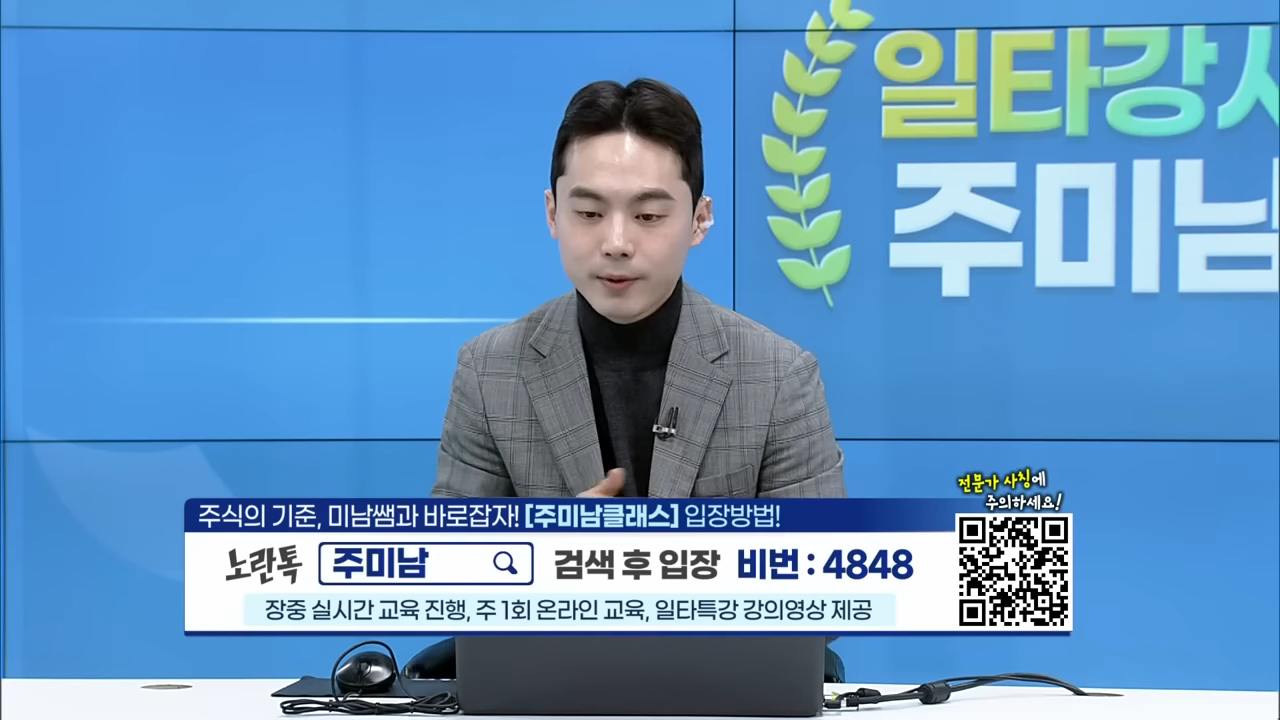 일타강사
주미남
전문가 사칭에
주의하세요!
주식의 기준, 미남쌤과 바로잡자! [주미남클래스] 입장방법!
노란톡 주미남 검색 후 입장 비번 : 4848
장중 실시간 교육 진행, 주 1회 온라인 교육, 일타특강 강의영상 제공